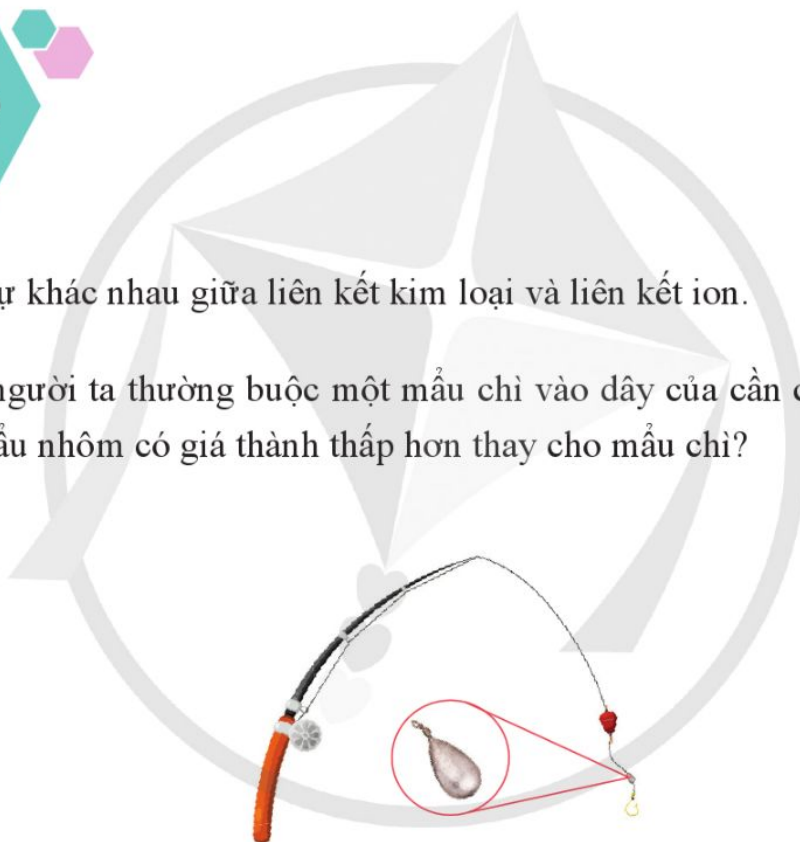 khác nhau giữa liên kết kim loại và liên kết ion.
người ta thường buộc một mẩu chì vào dây của cần
nhôm có giá thành thấp hơn thay cho mẩu chì?